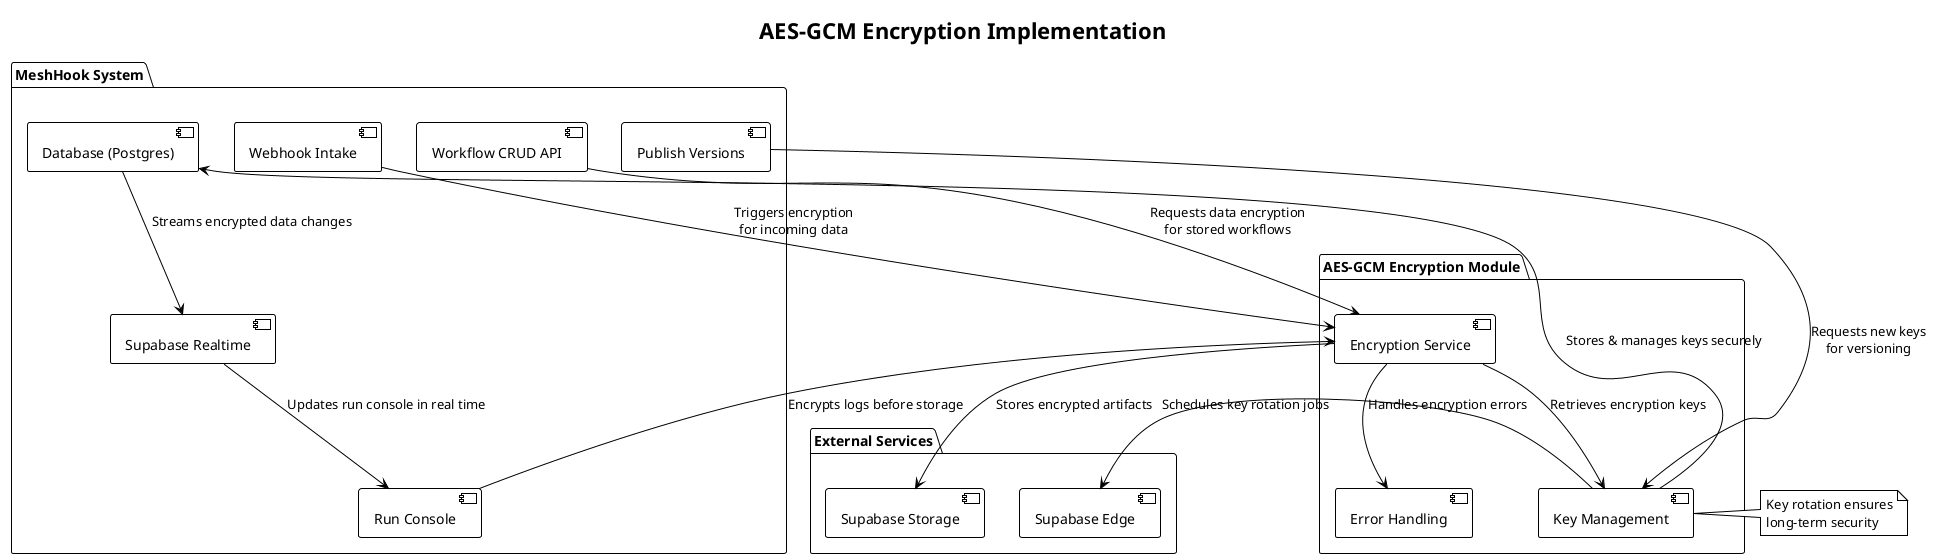 AES-GCM Encryption Implementation
MeshHook System
Database (Postgres)
Webhook Intake
Workflow CRUD API
Publish Versions
Streams encrypted data changes
Triggers encryption
for incoming data
Requests data encryption
for stored workflows
AES-GCM Encryption Module
Supabase Realtime
Encryption Service
Stores & manages keys securely
Requests new keys
for versioning
Updates run console in real time
Encrypts logs before storage
Stores encrypted artifacts
Schedules key rotation jobs
Handles encryption errors
Retrieves encryption keys
External Services
Run Console
Supabase Storage
Supabase Edge
Error Handling
Key Management
Key rotation ensures
long-term security